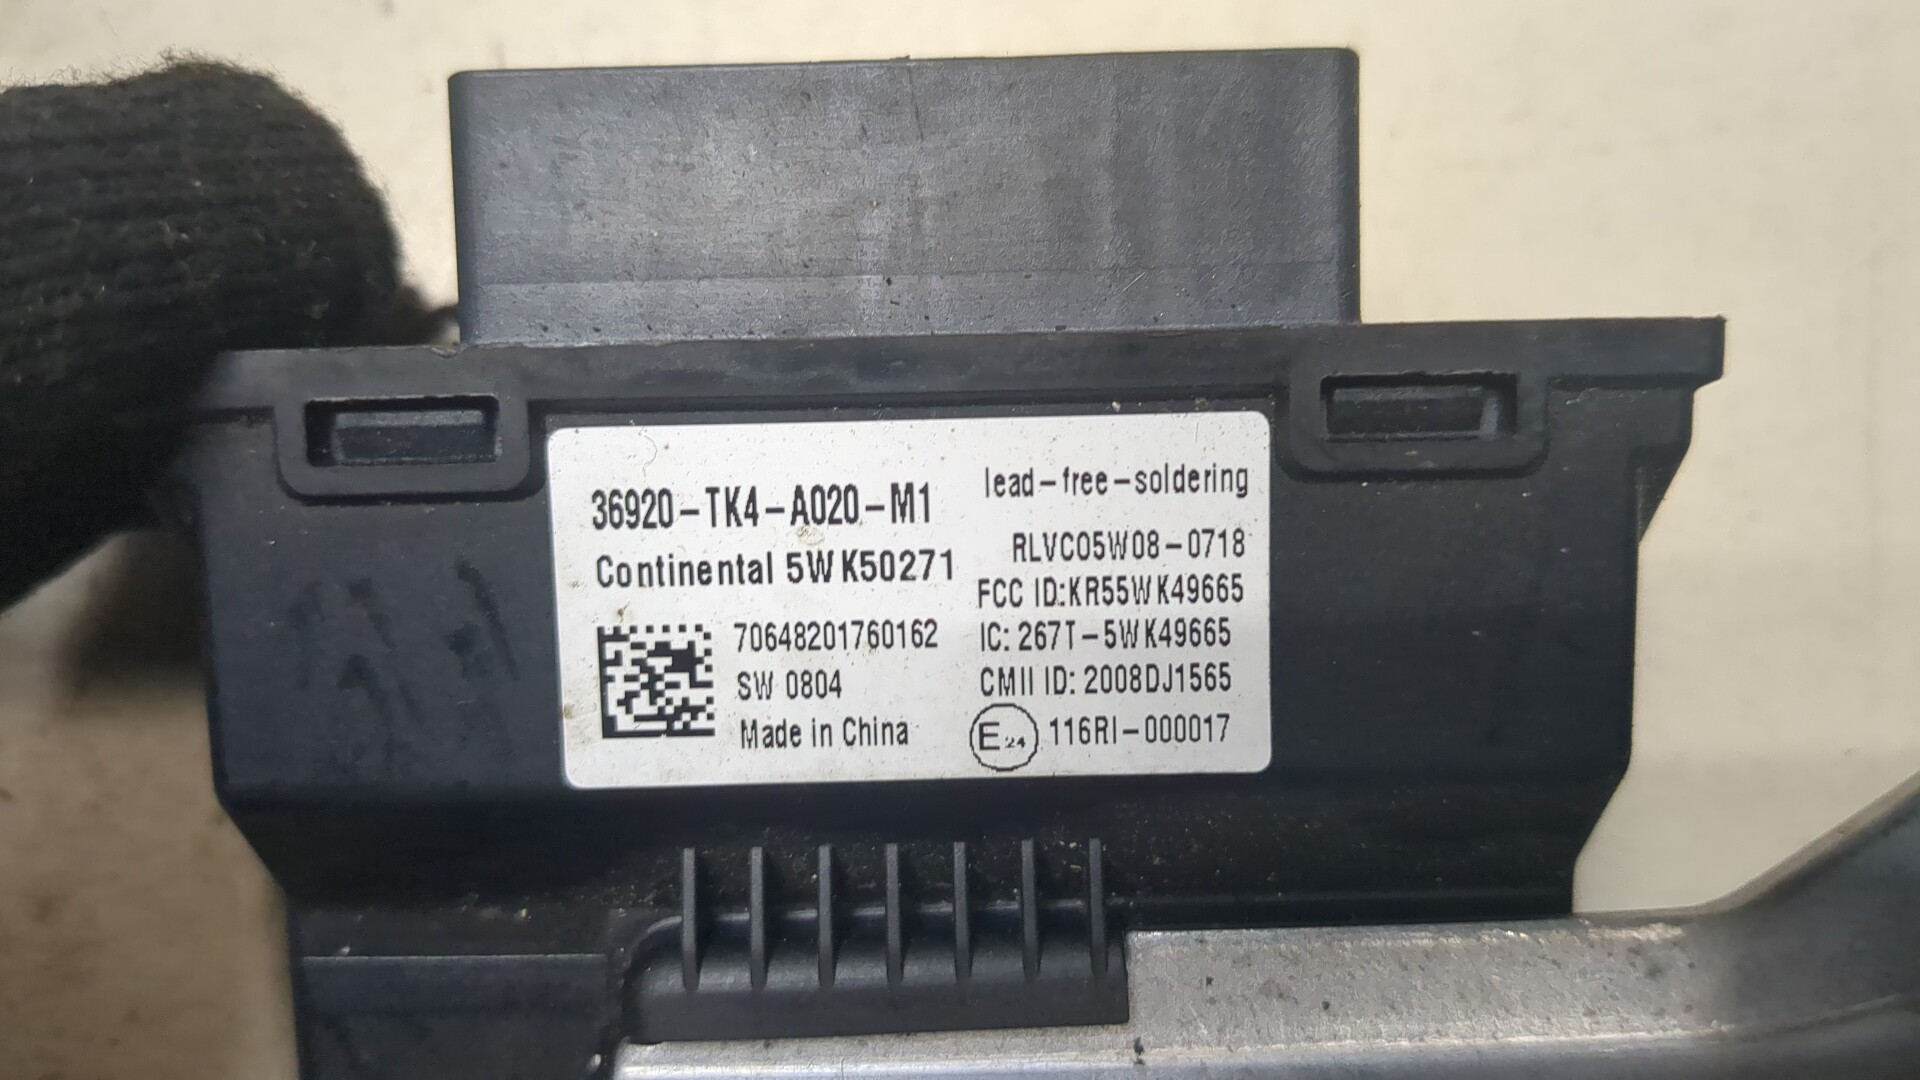 36920-TK4-A020-M1
Continental 5WK50271
70648201760162
SW 0804
Made in China
lead-free-soldering
RLVC05W08-0718
FCC ID:KR55WK49665
IC: 267T-5WK49665
CMII ID: 2008DJ1565
E24 116RI-000017